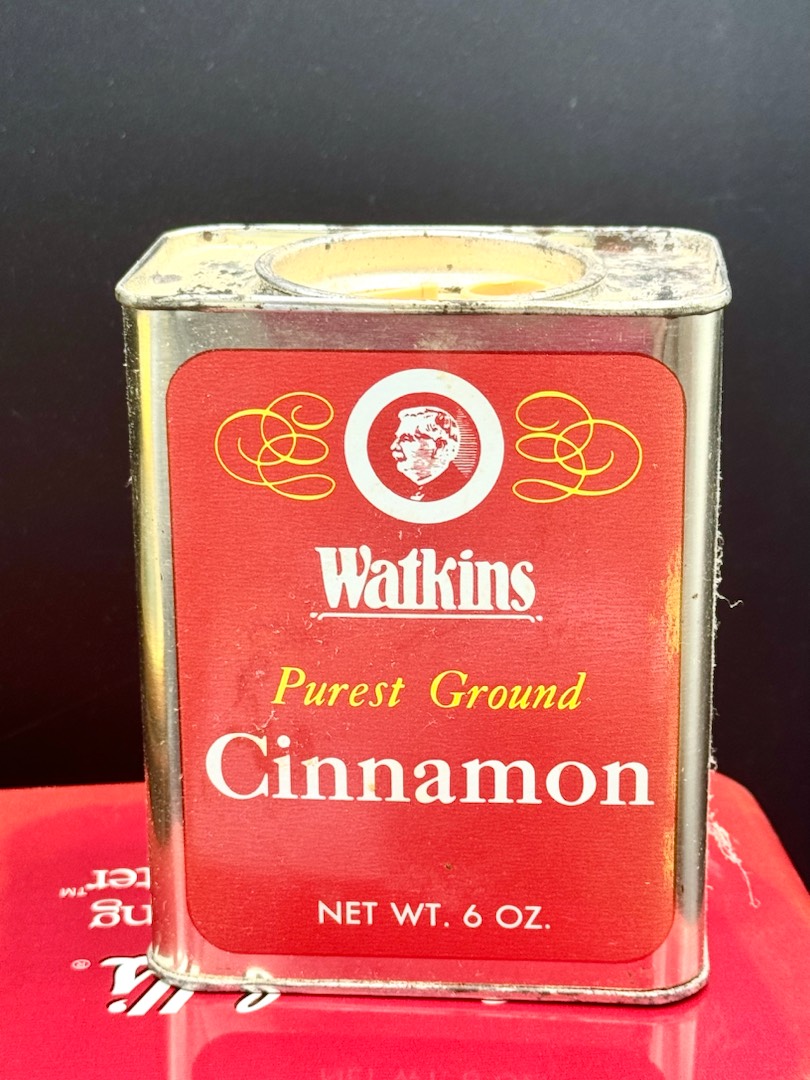 Watkins
Purest Ground
Cinnamon
NET WT. 6 OZ.